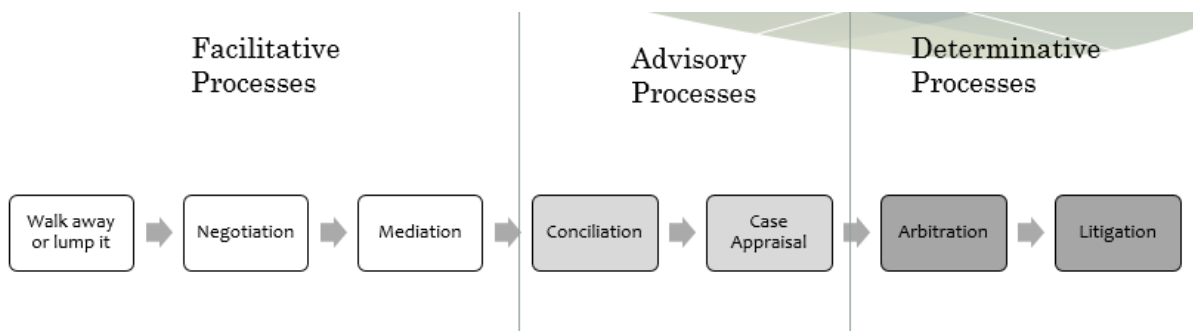 Facilitative
Processes
Advisory
Processes
Determinative
Processes
Walk away
or lump it
Negotiation
Mediation
Conciliation
Case
Appraisal
Arbitration
Litigation